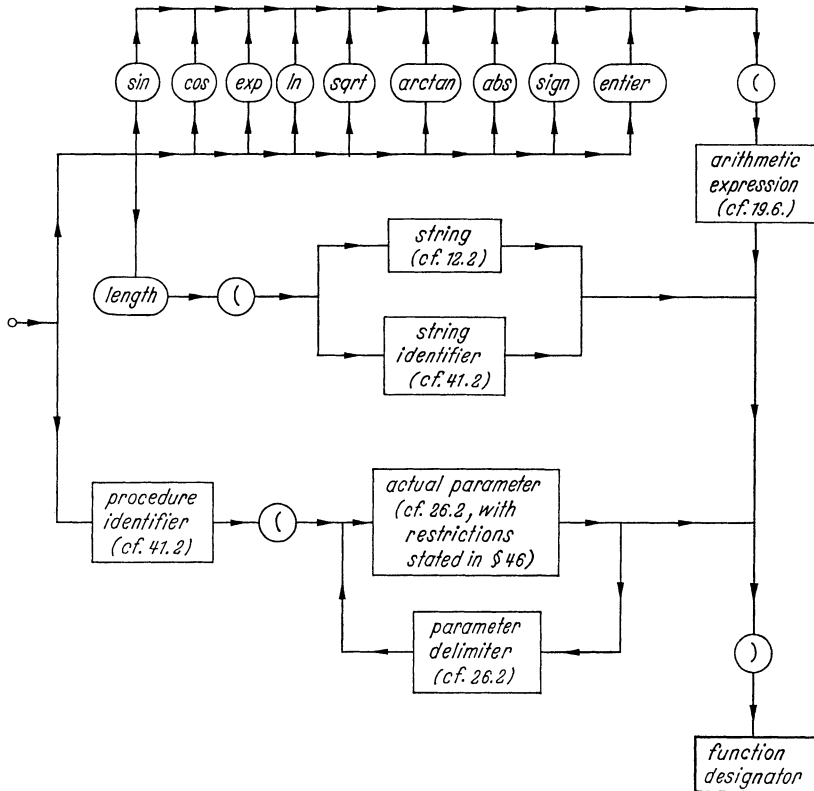 sin cos exp ln sqrt arctan abs sign entier (
arithmetic
expression
(cf. 19.6.)
string
(cf. 12.2)
length (
string
identifier
(cf. 41.2)
procedure
identifier
(cf. 41.2)
(
actual parameter
(cf. 26.2, with
restrictions
stated in § 46)
parameter
delimiter
(cf. 26.2)
)
function
designator